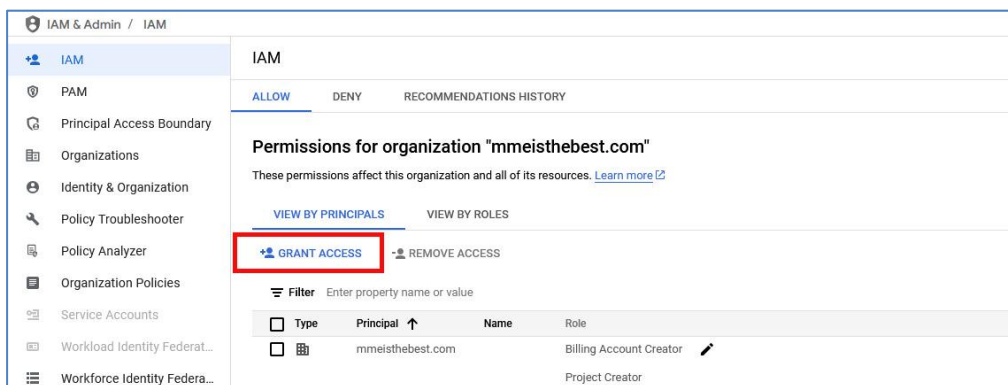 IAM & Admin / IAM
IAM
PAM
Principal Access Boundary
Organizations
Identity & Organization
Policy Troubleshooter
Policy Analyzer
Organization Policies
Service Accounts
Workload Identity Federat...
Workforce Identity Federa...
IAM
ALLOW DENY RECOMMENDATIONS HISTORY
Permissions for organization "mmeisthebest.com"
These permissions affect this organization and all of its resources. Learn more
VIEW BY PRINCIPALS VIEW BY ROLES
GRANT ACCESS REMOVE ACCESS
Filter Enter property name or value
Type Principal Name Role
mmeisthebest.com Billing Account Creator
Project Creator